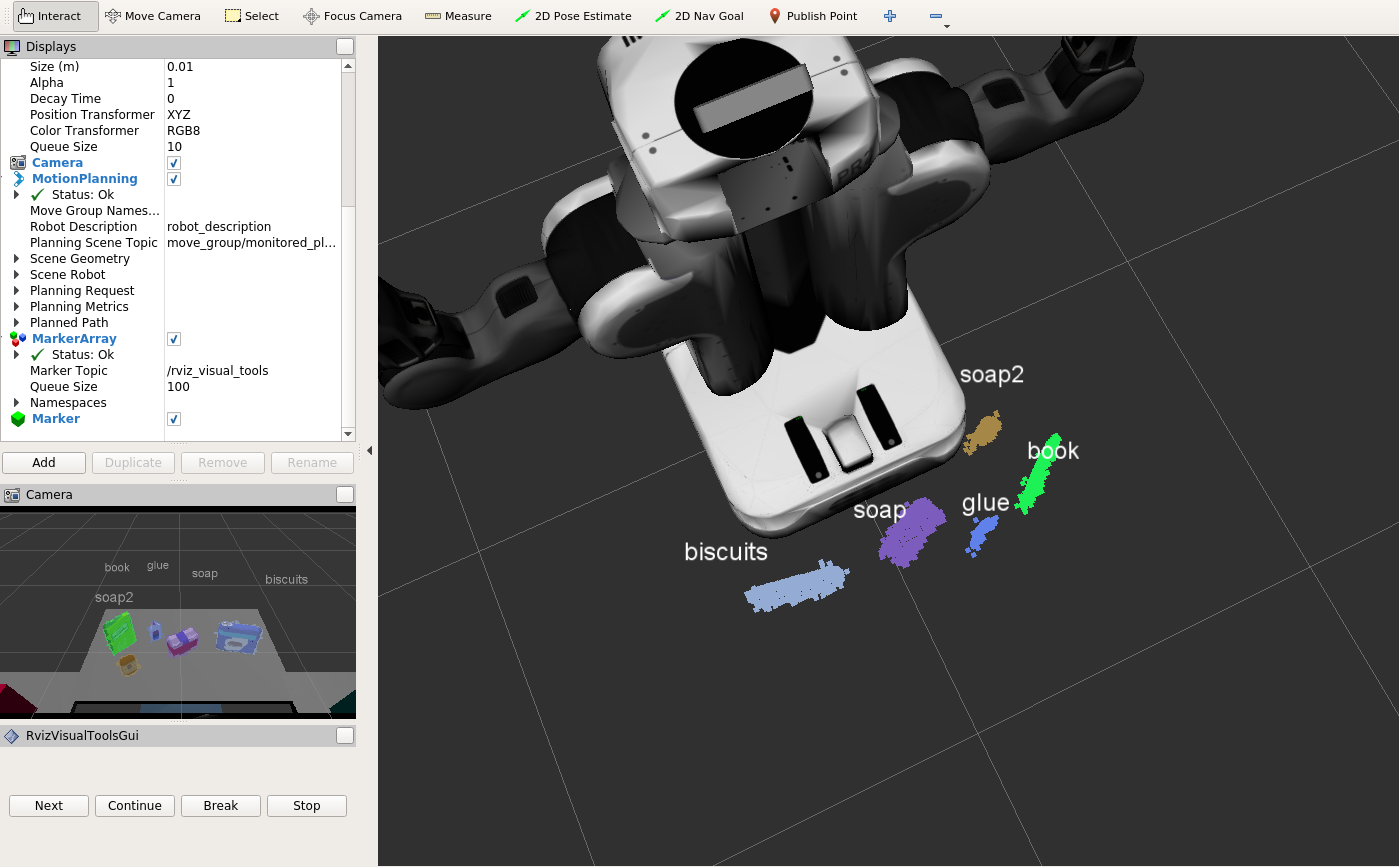 Interact Move Camera Select Focus Camera Measure 2D Pose Estimate 2D Nav Goal Publish Point
Displays
Size (m) 0.01
Alpha 1
Decay Time 0
Position Transformer XYZ
Color Transformer RGB8
Queue Size 10
Camera
MotionPlanning
Status: Ok
Move Group Names...
Robot Description robot_description
Planning Scene Topic move_group/monitored_pl...
Scene Geometry
Scene Robot
Planning Request
Planning Metrics
Planned Path
MarkerArray
Status: Ok
Marker Topic /rviz_visual_tools
Queue Size 100
Namespaces
Marker
Add Duplicate Remove Rename
Camera
book glue soap biscuits
soap2
RvizVisualToolsGui
Next Continue Break Stop
soap2
book
soap glue
biscuits